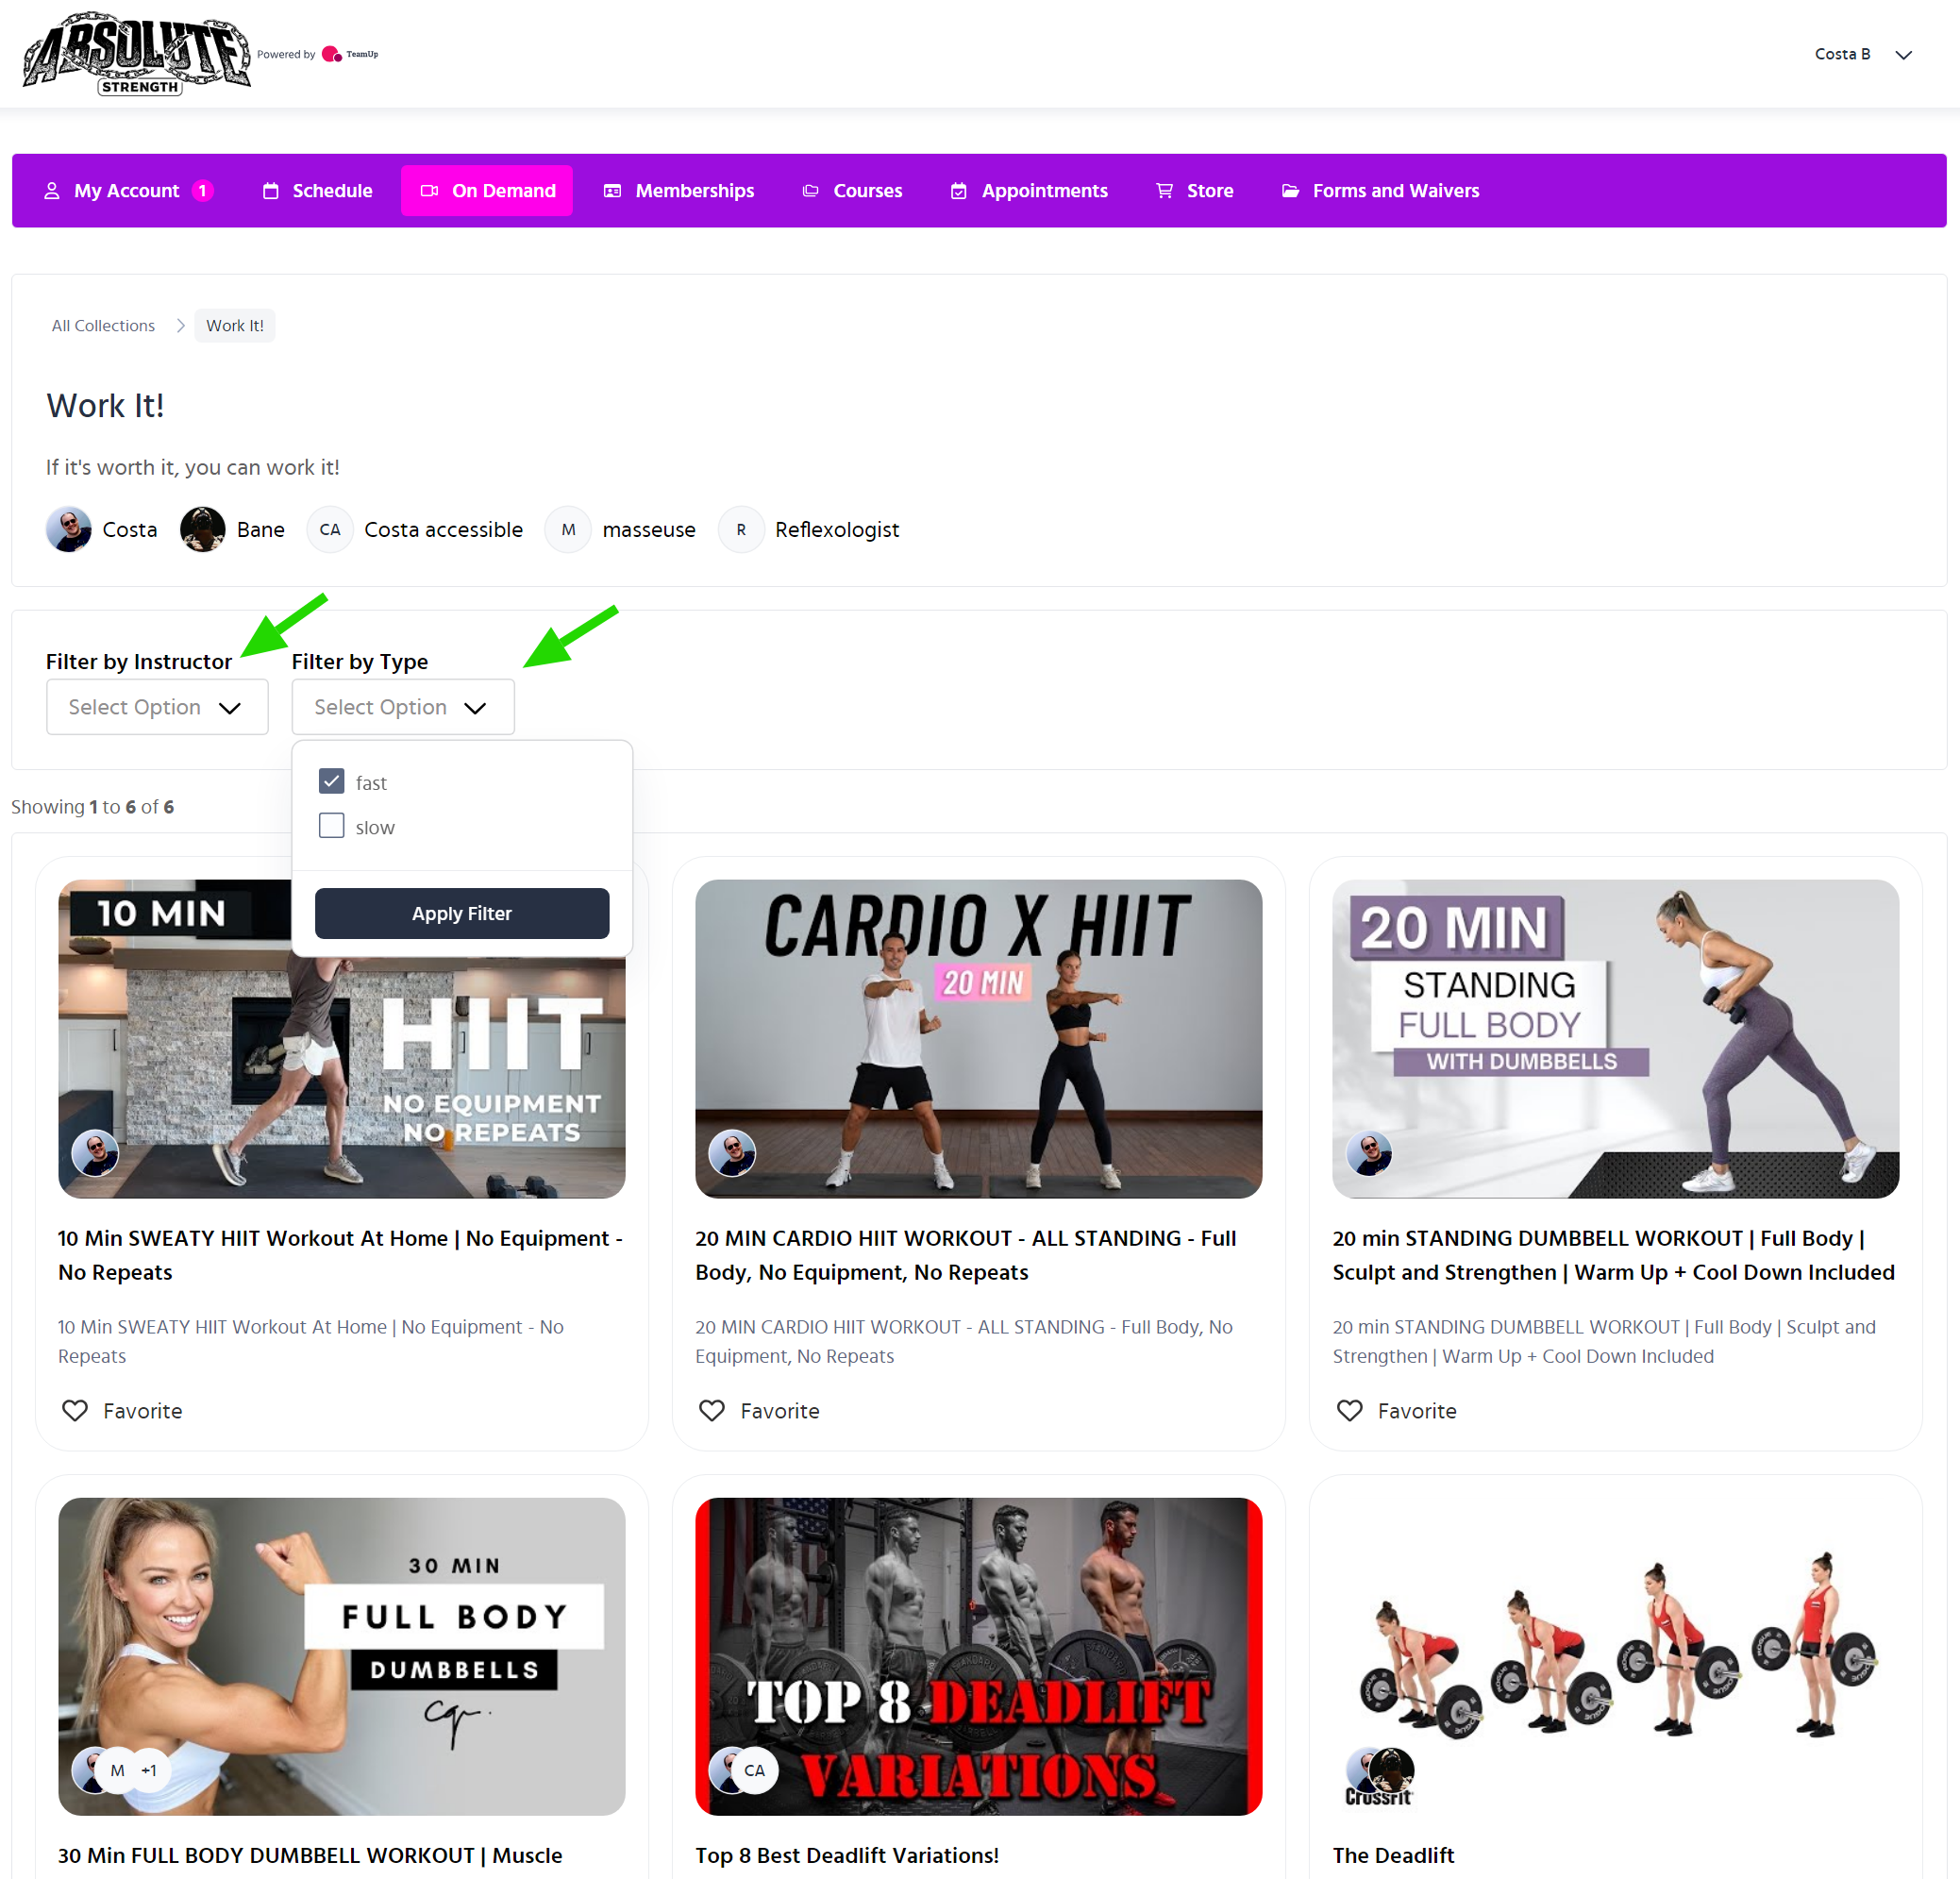 ABSOLUTE
STRENGTH
Powered by TeamUp
Costa B
My Account 1
Schedule
On Demand
Memberships
Courses
Appointments
Store
Forms and Waivers
All Collections
Work It!
Work It!
If it's worth it, you can work it!
Costa
Bane
CA Costa accessible
M masseuse
R Reflexologist
Filter by Instructor
Filter by Type
Select Option
Select Option
fast
slow
Apply Filter
Showing 1 to 6 of 6
10 MIN
HIIT
NO EQUIPMENT
NO REPEATS
10 Min SWEATY HIIT Workout At Home | No Equipment -
No Repeats
10 Min SWEATY HIIT Workout At Home | No Equipment - No
Repeats
Favorite
CARDIO X HIIT
20 MIN
20 MIN CARDIO HIIT WORKOUT - ALL STANDING - Full
Body, No Equipment, No Repeats
20 MIN CARDIO HIIT WORKOUT - ALL STANDING - Full Body, No
Equipment, No Repeats
Favorite
20 MIN
STANDING
FULL BODY
WITH DUMBBELLS
20 min STANDING DUMBBELL WORKOUT | Full Body |
Sculpt and Strengthen | Warm Up + Cool Down Included
20 min STANDING DUMBBELL WORKOUT | Full Body | Sculpt and
Strengthen | Warm Up + Cool Down Included
Favorite
30 MIN
FULL BODY
DUMBBELLS
M +1
30 Min FULL BODY DUMBBELL WORKOUT | Muscle
TOP 8 DEADLIFT
VARIATIONS
CA
Top 8 Best Deadlift Variations!
CrossFit
The Deadlift